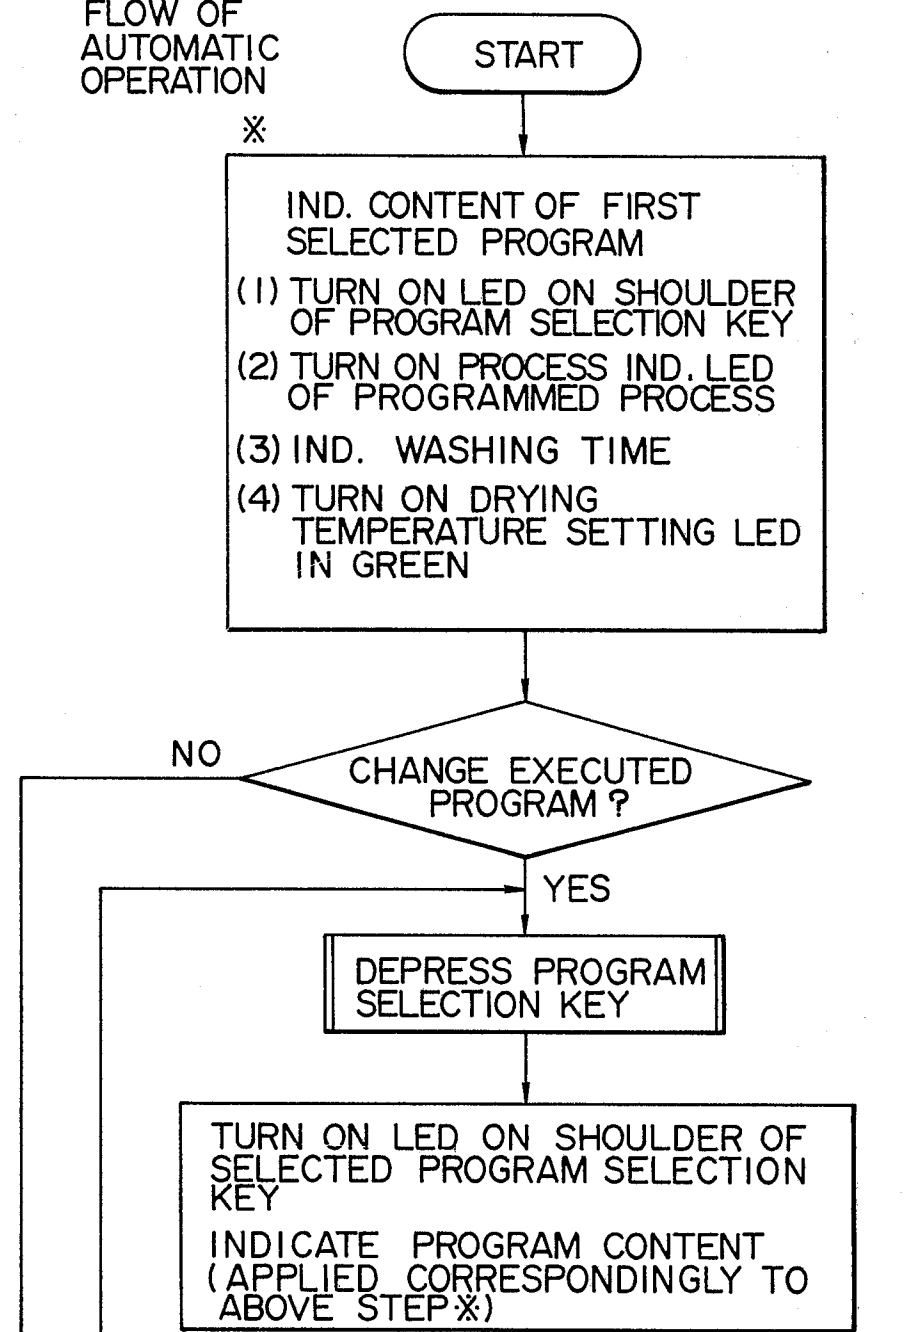 FLOW OF
AUTOMATIC
OPERATION
START
※
IND. CONTENT OF FIRST
SELECTED PROGRAM
(1) TURN ON LED ON SHOULDER
OF PROGRAM SELECTION KEY
(2) TURN ON PROCESS IND. LED
OF PROGRAMMED PROCESS
(3) IND. WASHING TIME
(4) TURN ON DRYING
TEMPERATURE SETTING LED
IN GREEN
NO
CHANGE EXECUTED
PROGRAM ?
YES
DEPRESS PROGRAM
SELECTION KEY
TURN ON LED ON SHOULDER OF
SELECTED PROGRAM SELECTION
KEY
INDICATE PROGRAM CONTENT
(APPLIED CORRESPONDINGLY TO
ABOVE STEP※)